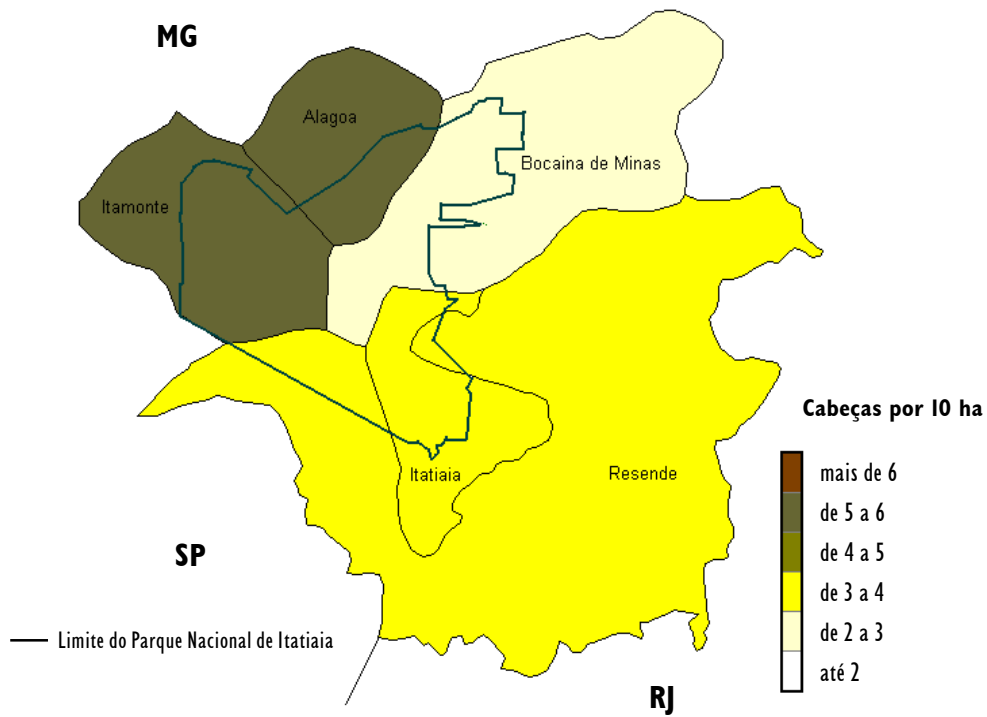 MG
Alagoa
Bocaina de Minas
Itamonte
Cabeças por 10 ha
mais de 6
de 5 a 6
de 4 a 5
de 3 a 4
de 2 a 3
até 2
Itatiaia
Resende
SP
Limite do Parque Nacional de Itatiaia
RJ